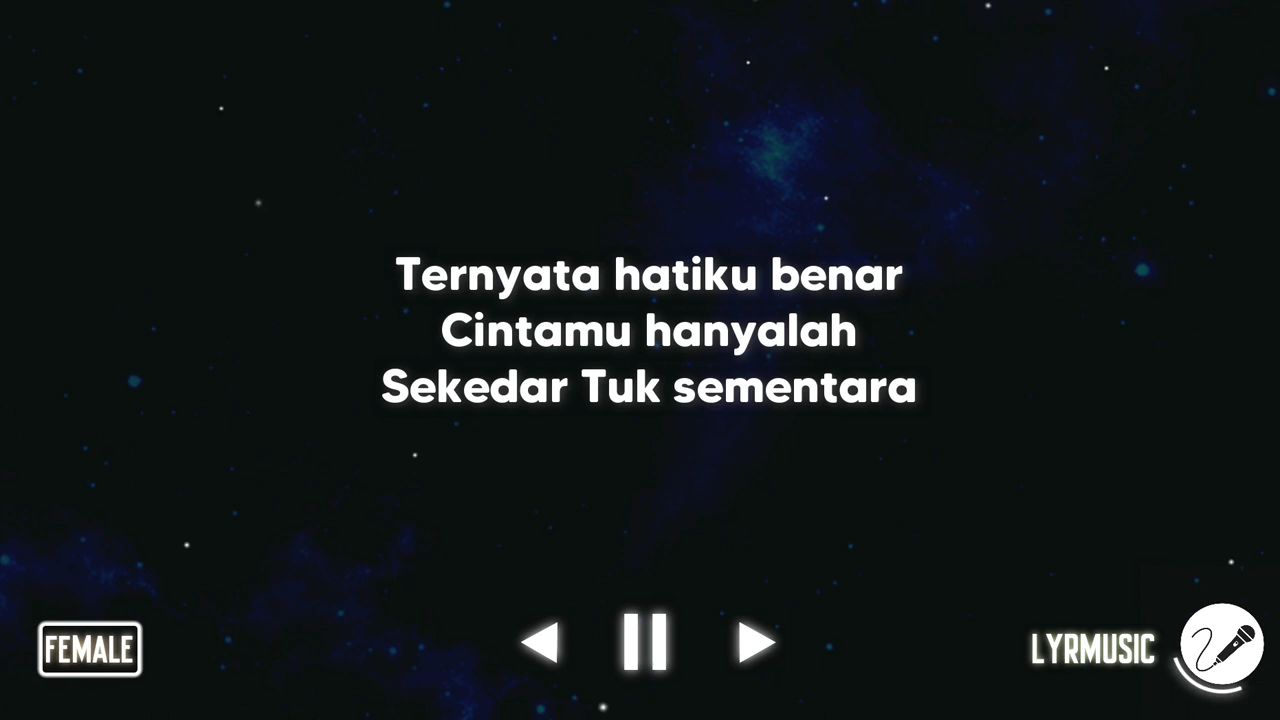 Ternyata hatiku benar
Cintamu hanyalah
Sekedar Tuk sementara
FEMALE
LYRMUSIC